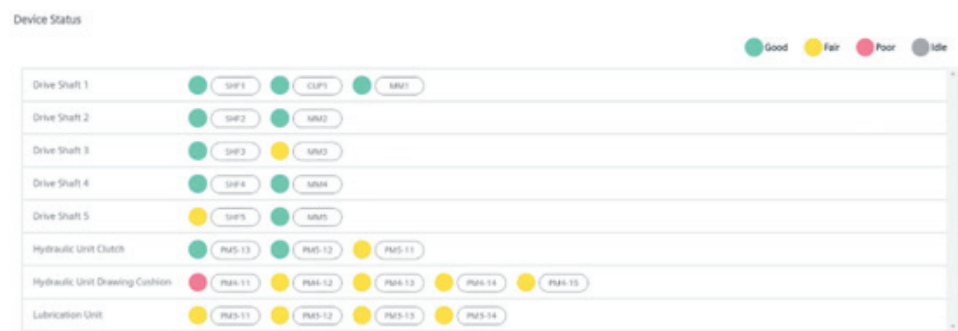 Device Status
Good Fair Poor Idle
Drive Shaft 1 SHF1 CUP1 MM1
Drive Shaft 2 SHF2 MM2
Drive Shaft 3 SHF3 MM3
Drive Shaft 4 SHF4 MM4
Drive Shaft 5 SHF5 MM5
Hydraulic Unit Clutch PM5-13 PM5-12 PM5-11
Hydraulic Unit Drawing Cushion PM4-11 PM4-12 PM4-13 PM4-14 PM4-15
Lubrication Unit PM3-11 PM3-12 PM3-13 PM3-14